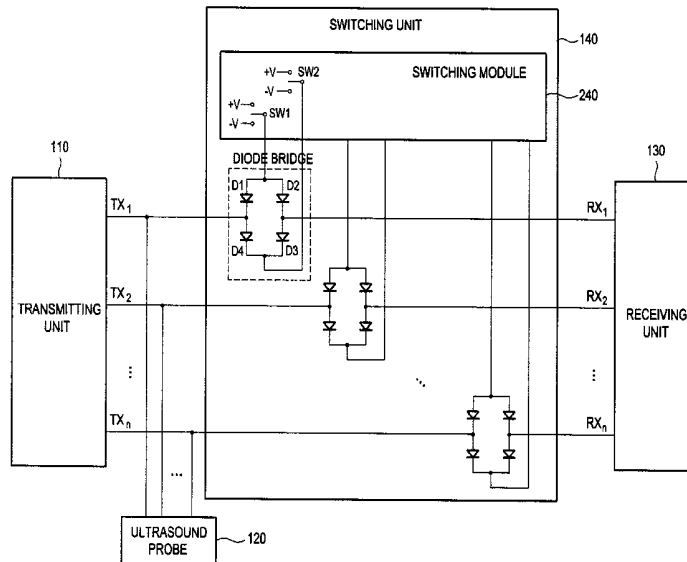 SWITCHING UNIT
140
SWITCHING MODULE
240
+V
SW2
-V
+V
SW1
-V
DIODE BRIDGE
D1
D2
D4
D3
110
130
TX1
RX1
TX2
RX2
TRANSMITTING
UNIT
RECEIVING
UNIT
...
...
...
TXn
RXn
...
ULTRASOUND
PROBE
120